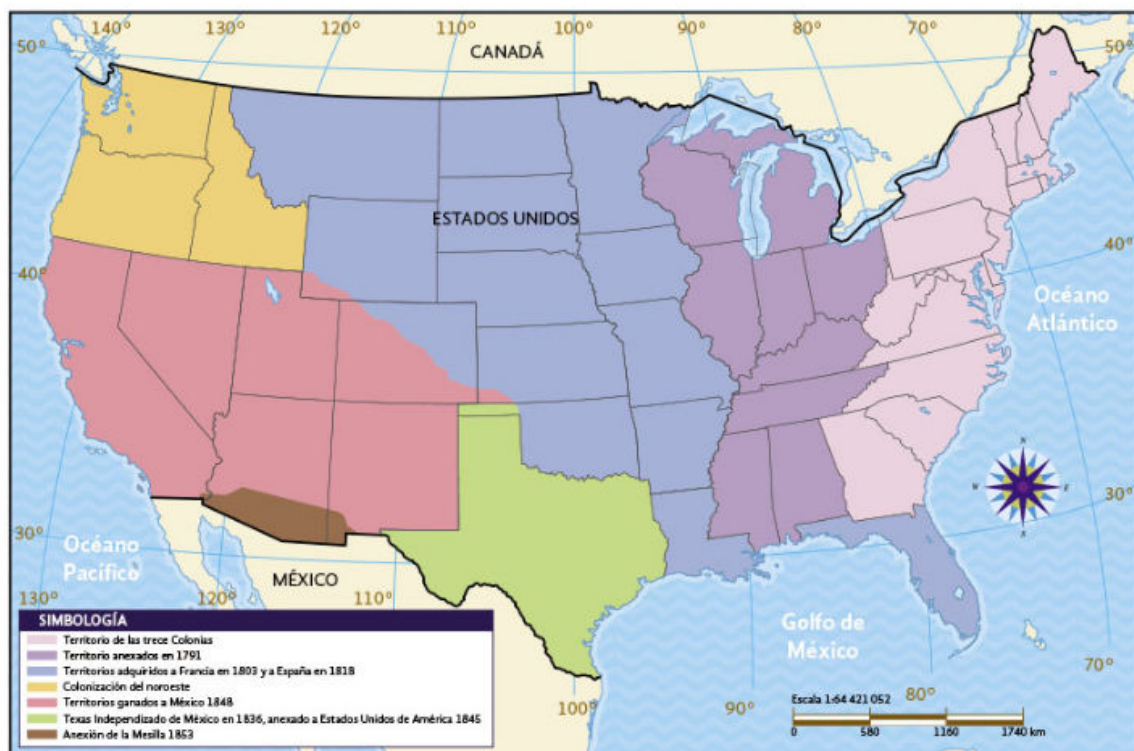 140°
130°
120°
110°
100°
90°
80°
70°
50°
50°
CANADÁ
ESTADOS UNIDOS
40°
40°
Océano
Atlántico
N
W
E
S
30°
30°
Océano
Pacífico
MÉXICO
130°
120°
110°
Golfo de
México
70°
100°
90°
80°
SIMBOLOGÍA
Territorio de las trece Colonias
Territorio anexados en 1791
Territorios adquiridos a Francia en 1803 y a España en 1818
Colonización del noroeste
Territorios ganados a México 1848
Texas Independizado de México en 1836, anexado a Estados Unidos de América 1845
Anexión de la Mesilla 1853
Escala 1:64 421 052
0 580 1160 1740 km